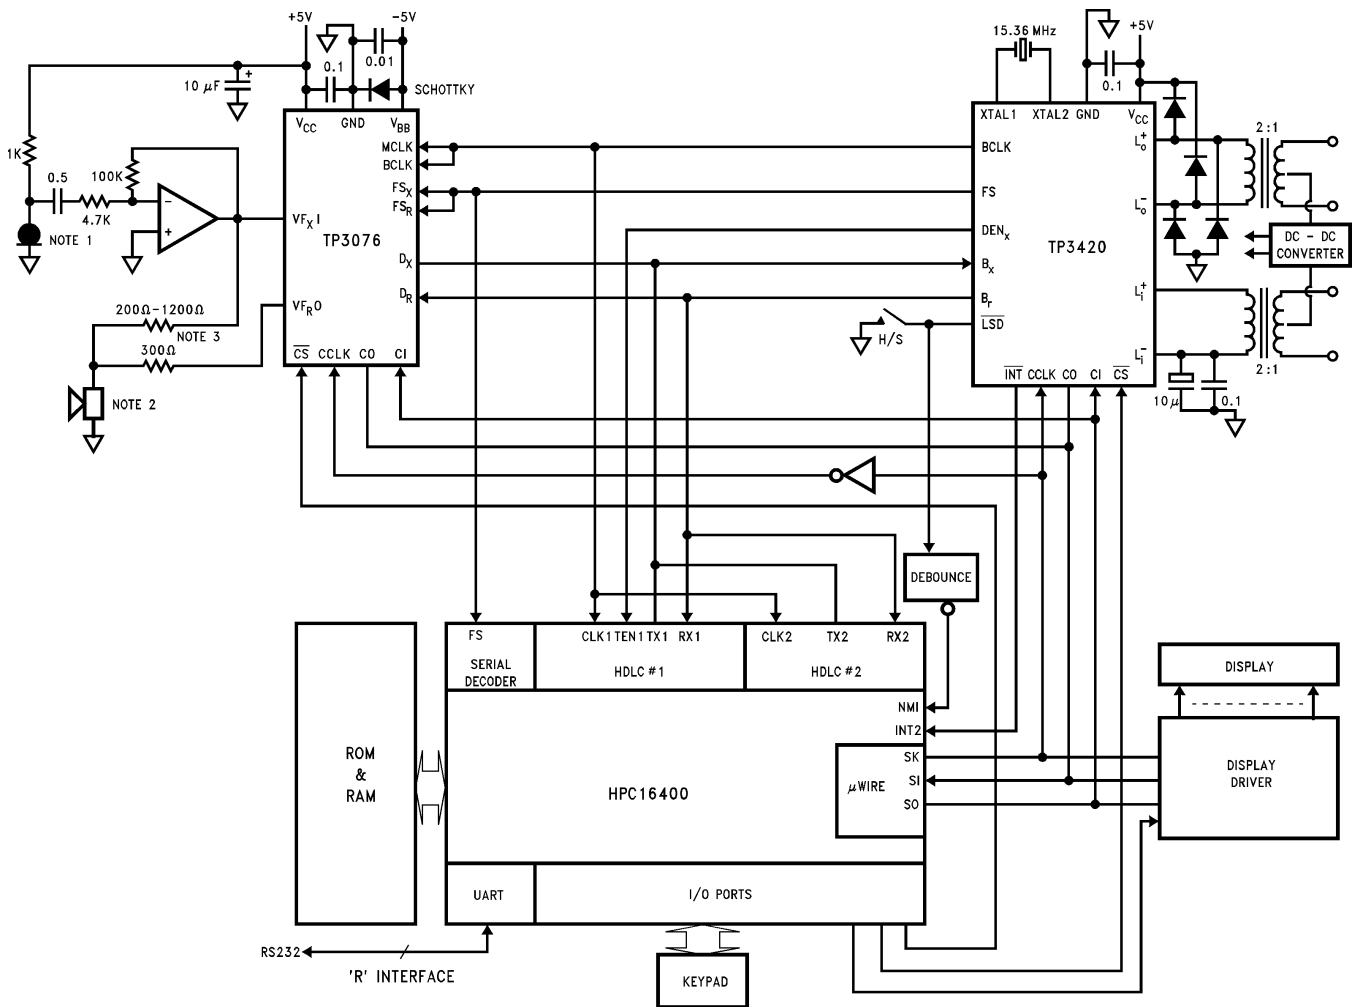 +5V
-5V
0.01
0.1
SCHOTTKY
10 μF
+
VCC
GND
VBB
MCLK
BCLK
FSX
FSR
VFXI
TP3076
DX
DR
VFRO
CS
CCLK
CO
CI
1K
0.5
100K
4.7K
-
+
NOTE 1
200Ω-1200Ω
NOTE 3
300Ω
NOTE 2
15.36 MHz
+5V
0.1
XTAL1
XTAL2
GND
VCC
BCLK
FS
DENx
Bx
Br
LSD
TP3420
Lo+
Lo-
Li+
Li-
INT
CCLK
CO
CI
CS
2:1
DC - DC
CONVERTER
2:1
10μ
0.1
H/S
DEBOUNCE
FS
SERIAL
DECODER
CLK1
TEN1
TX1
RX1
HDLC #1
CLK2
TX2
RX2
HDLC #2
NMI
INT2
SK
SI
SO
μWIRE
HPC16400
ROM
&
RAM
UART
I/O PORTS
RS232
'R' INTERFACE
KEYPAD
DISPLAY
DISPLAY
DRIVER